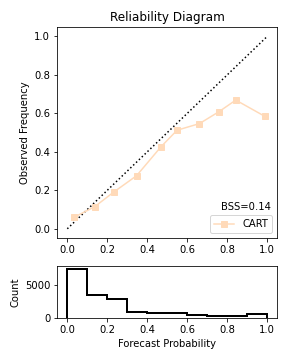 Reliability Diagram
1.0
0.8
0.6
0.4
0.2
0.0
Observed Frequency
BSS=0.14
CART
0.0 0.2 0.4 0.6 0.8 1.0
5000
0
Count
0.0 0.2 0.4 0.6 0.8 1.0
Forecast Probability